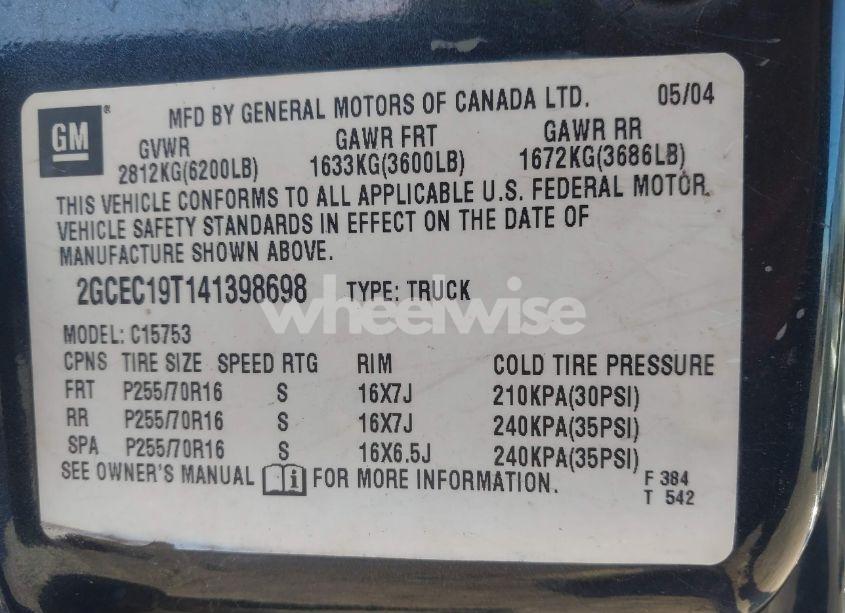 GM ®
MFD BY GENERAL MOTORS OF CANADA LTD. 05/04
GVWR GAWR FRT GAWR RR
2812KG(6200LB) 1633KG(3600LB) 1672KG(3686LB)
THIS VEHICLE CONFORMS TO ALL APPLICABLE U.S. FEDERAL MOTOR
VEHICLE SAFETY STANDARDS IN EFFECT ON THE DATE OF
MANUFACTURE SHOWN ABOVE.
2GCEC19T141398698 TYPE: TRUCK
wheelwise
MODEL: C15753
CPNS TIRE SIZE SPEED RTG RIM COLD TIRE PRESSURE
FRT P255/70R16 S 16X7J 210KPA(30PSI)
RR P255/70R16 S 16X7J 240KPA(35PSI)
SPA P255/70R16 S 16X6.5J 240KPA(35PSI)
SEE OWNER'S MANUAL FOR MORE INFORMATION.
F 384
T 542